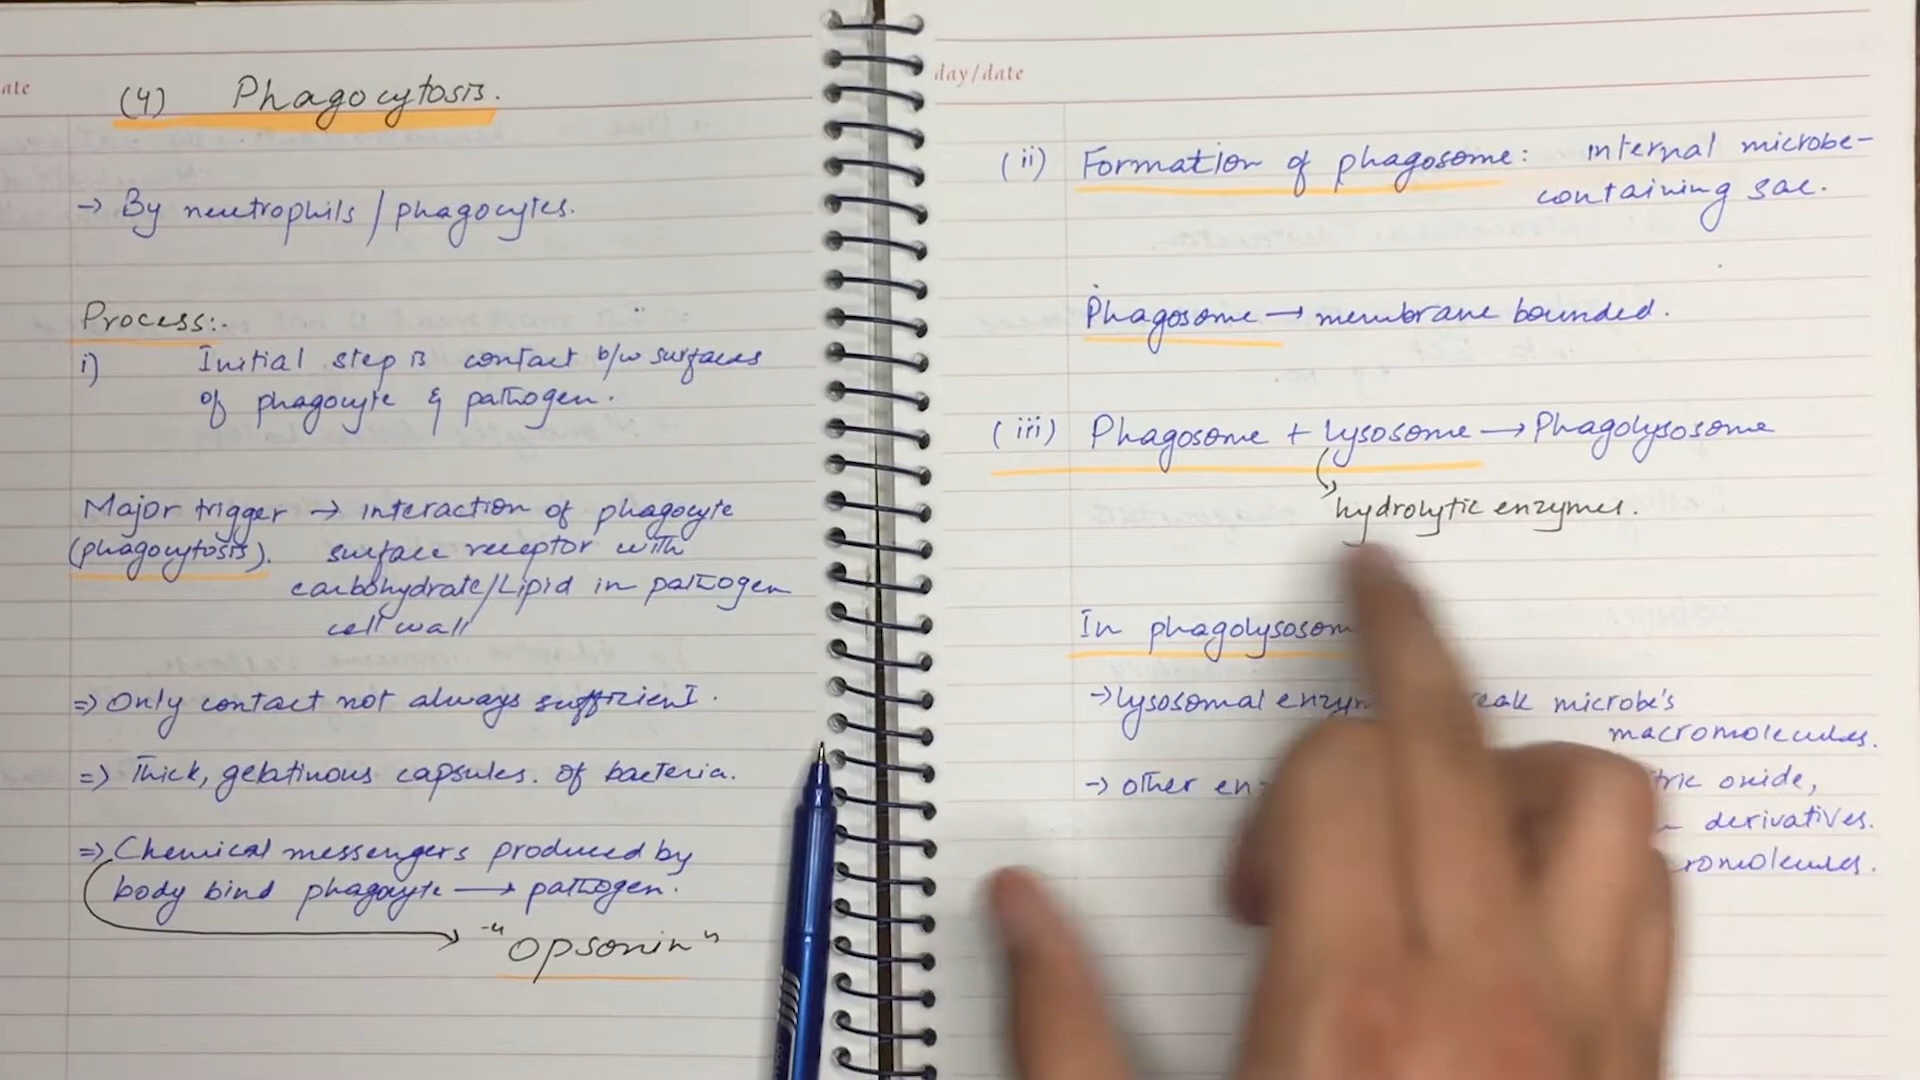 ate
(4) Phagocytosis.
→ By neutrophils / phagocytes.
Process:-
i) Initial step is contact b/w surfaces
of phagocyte & pathogen.
Major trigger → interaction of phagocyte
(phagocytosis). surface receptor with
carbohydrate/Lipid in pathogen
cell wall
⇒ Only contact not always sufficient.
⇒ Thick, gelatinous capsules. of bacteria.
⇒ Chemical messengers produced by
body bind phagocyte → pathogen.
"Opsonin"
day/date
(ii) Formation of phagosome: internal microbe-
containing sac.
Phagosome → membrane bounded.
(iii) Phagosome + lysosome → Phagolysosome
hydrolytic enzymes.
In phagolysosom
→ lysosomal enzym eak microbe's
macromolecules.
→ other en tric oxide,
derivatives.
romolecules.